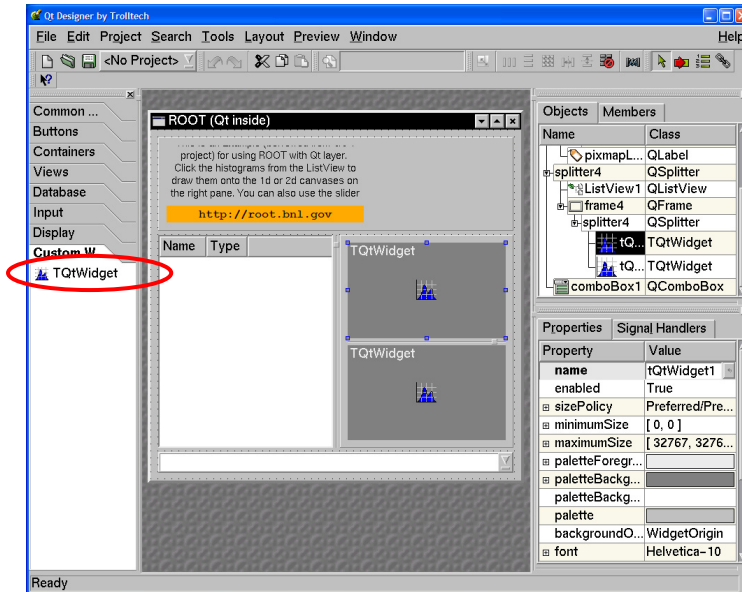 Qt Designer by Trolltech
File Edit Project Search Tools Layout Preview Window Help
<No Project>
Common ...
Buttons
Containers
Views
Database
Input
Display
Custom W
TQtWidget
ROOT (Qt inside)
project) for using ROOT with Qt layer.
Click the histograms from the ListView to
draw them onto the 1d or 2d canvases on
the right pane. You can also use the slider
http://root.bnl.gov
Name Type
TQtWidget
TQtWidget
Objects Members
Name Class
pixmapL... QLabel
splitter4 QSplitter
ListView1 QListView
frame4 QFrame
splitter4 QSplitter
tQ... TQtWidget
tQ... TQtWidget
comboBox1 QComboBox
Properties Signal Handlers
Property Value
name tQtWidget1
enabled True
sizePolicy Preferred/Pre...
minimumSize [ 0, 0 ]
maximumSize [ 32767, 3276...
paletteForegr...
paletteBackg...
paletteBackg...
palette
backgroundO... WidgetOrigin
font Helvetica-10
Ready